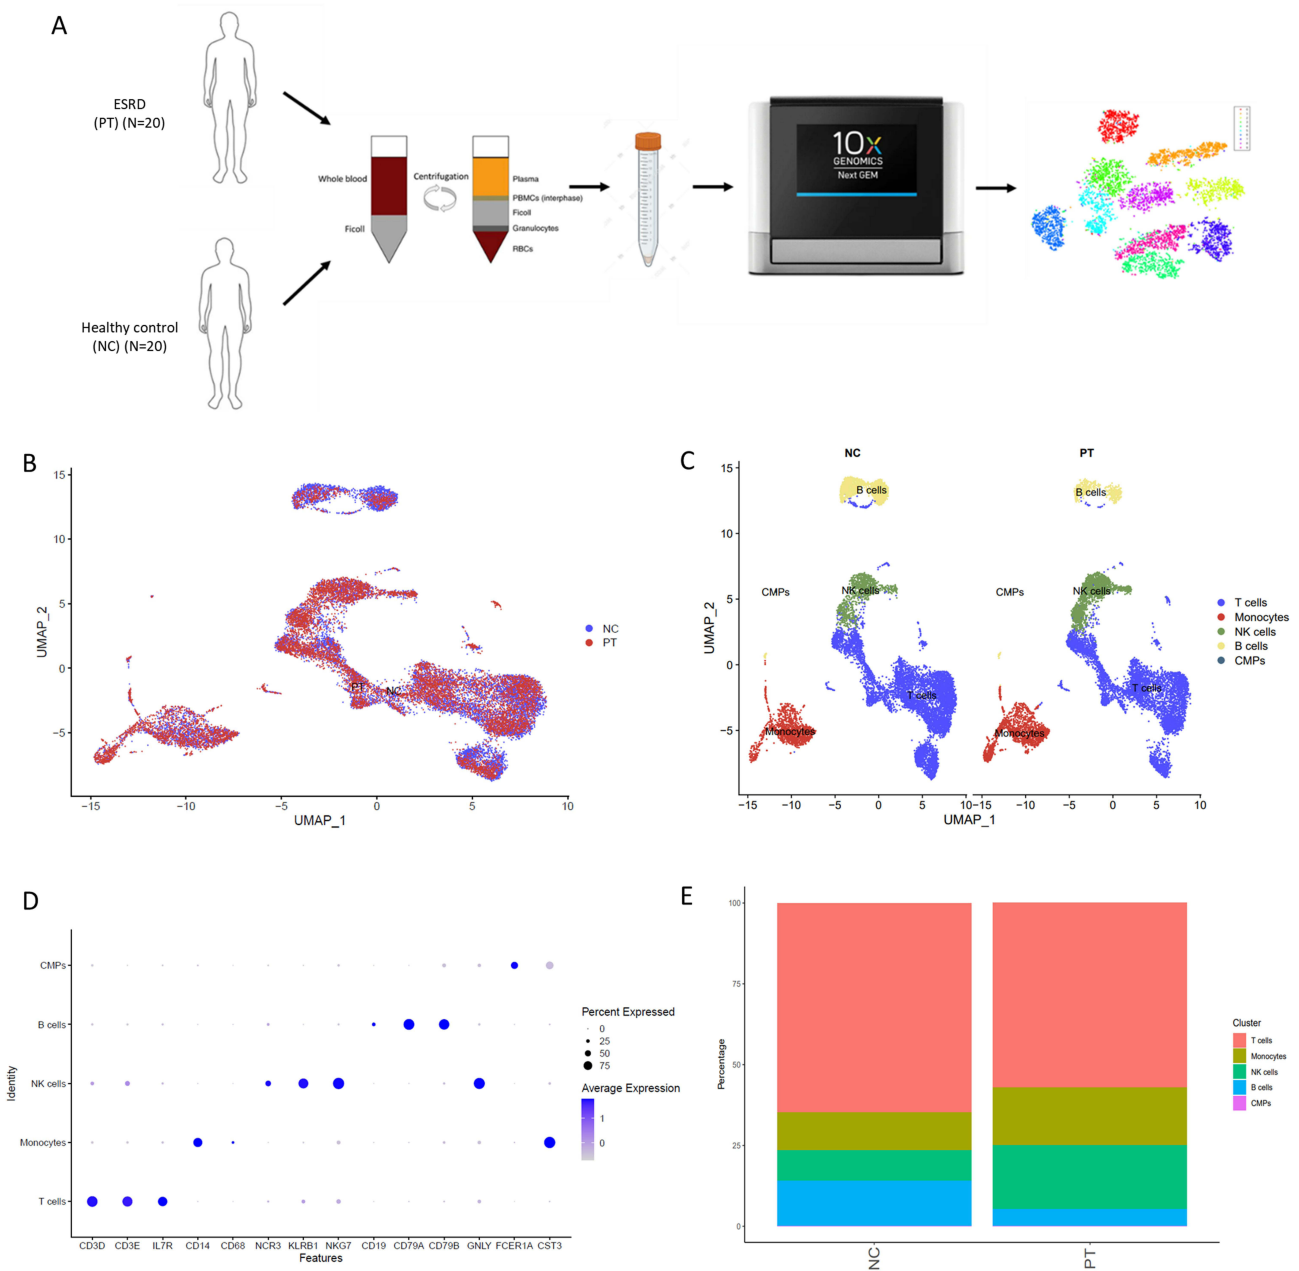 A
ESRD
(PT) (N=20)
Healthy control
(NC) (N=20)
Whole blood
Ficoll
Centrifugation
Plasma
PBMCs (interphase)
Ficoll
Granulocytes
RBCs
10x
GENOMICS
Next GEM
B
15
10
5
0
−5
UMAP_2
PT
NC
NC
PT
−15
−10
−5
0
5
10
UMAP_1
C
NC
PT
15
10
5
0
−5
UMAP_2
B cells
NK cells
CMPs
T cells
Monocytes
B cells
NK cells
CMPs
T cells
Monocytes
−15
−10
−5
0
5
10
−15
−10
−5
0
5
10
UMAP_1
T cells
Monocytes
NK cells
B cells
CMPs
D
Identity
CMPs
B cells
NK cells
Monocytes
T cells
CD3D
CD3E
IL7R
CD14
CD68
NCR3
KLRB1
NKG7
CD19
CD79A
CD79B
GNLY
FCER1A
CST3
Features
Percent Expressed
0
25
50
75
Average Expression
1
0
E
Percentage
100
75
50
25
0
NC
PT
Cluster
T cells
Monocytes
NK cells
B cells
CMPs